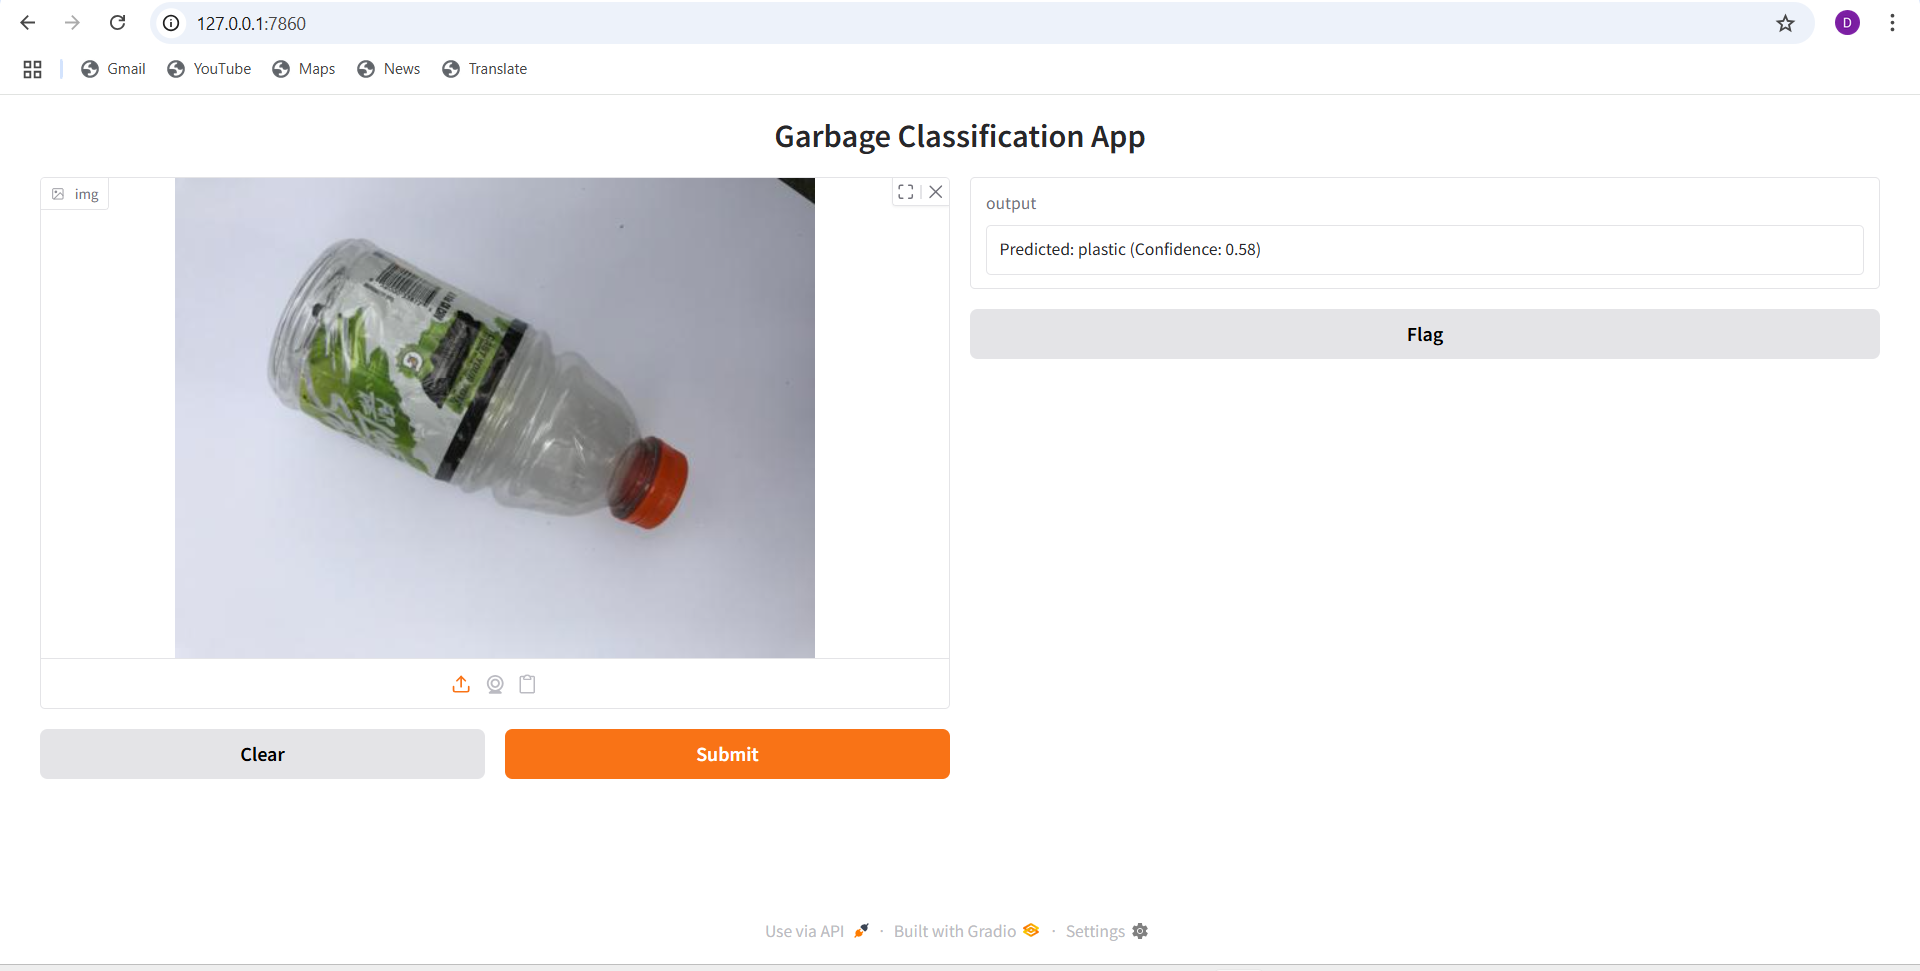 127.0.0.1:7860
D
Gmail
YouTube
Maps
News
Translate
Garbage Classification App
img
output
Predicted: plastic (Confidence: 0.58)
Flag
Clear
Submit
Use via API · Built with Gradio · Settings